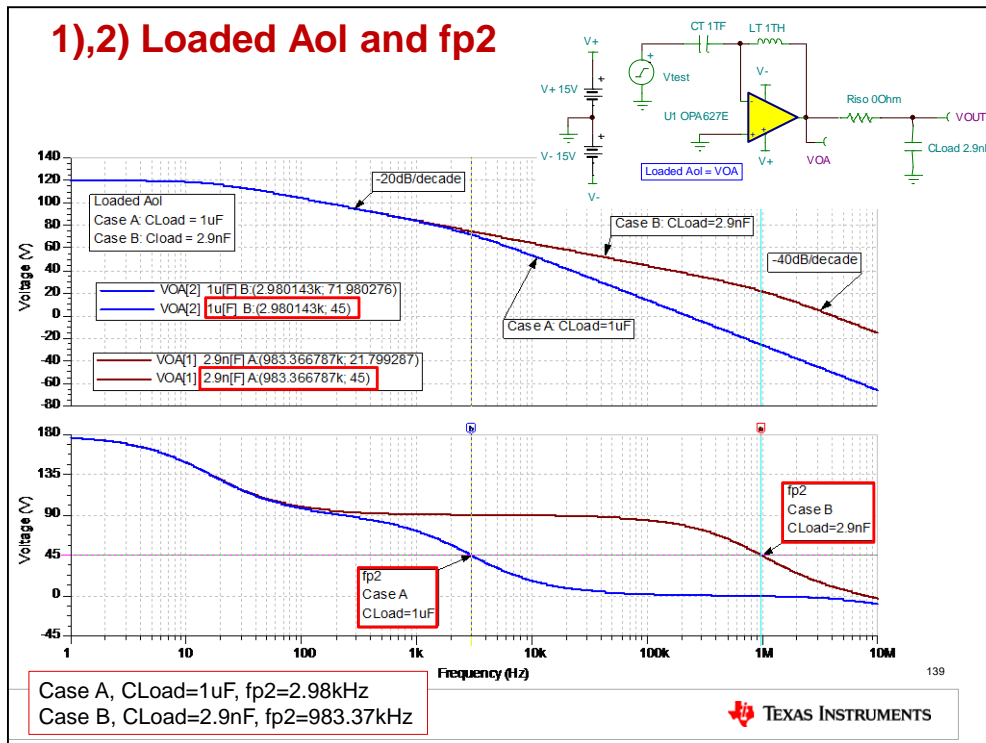 1),2) Loaded Aol and fp2
CT 1TF
LT 1TH
V+
Vtest
V-
V+ 15V
U1 OPA627E
Riso 0Ohm
VOUT
V- 15V
V+
VOA
CLoad 2.9n
Loaded Aol = VOA
V-
140
120
100
80
60
40
20
0
-20
-40
-60
-80
Voltage (V)
-20dB/decade
Loaded Aol
Case A: CLoad = 1uF
Case B: Cload = 2.9nF
Case B: CLoad=2.9nF
-40dB/decade
VOA[2] 1u[F] B:(2.980143k; 71.980276)
VOA[2] 1u[F] B:(2.980143k; 45)
Case A: CLoad=1uF
VOA[1] 2.9n[F] A:(983.366787k; 21.799287)
VOA[1] 2.9n[F] A:(983.366787k; 45)
b
a
180
135
90
45
0
-45
Voltage (V)
fp2
Case B
CLoad=2.9nF
fp2
Case A
CLoad=1uF
1
10
100
1k
10k
100k
1M
10M
Frequency (Hz)
139
Case A, CLoad=1uF, fp2=2.98kHz
Case B, CLoad=2.9nF, fp2=983.37kHz
TEXAS INSTRUMENTS